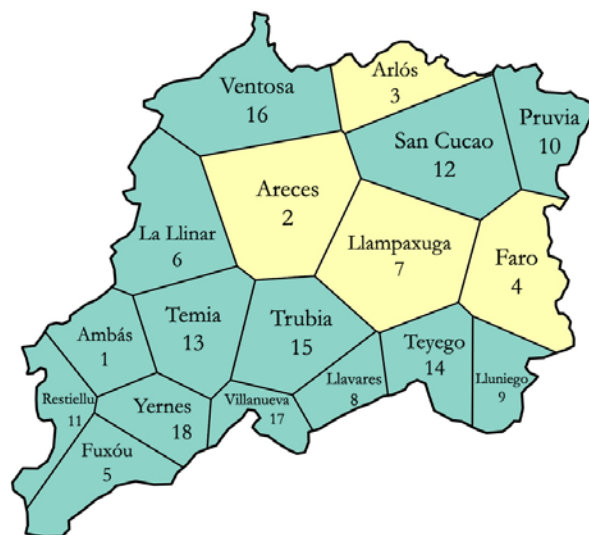 Arlós
3
Ventosa
16
Pruvia
10
San Cucao
12
Areces
2
La Llinar
6
Llampaxuga
7
Faro
4
Temia
13
Trubia
15
Ambás
1
Teyego
14
Lluniego
9
Llavares
8
Villanueva
17
Restiellu
11
Yernes
18
Fuxóu
5